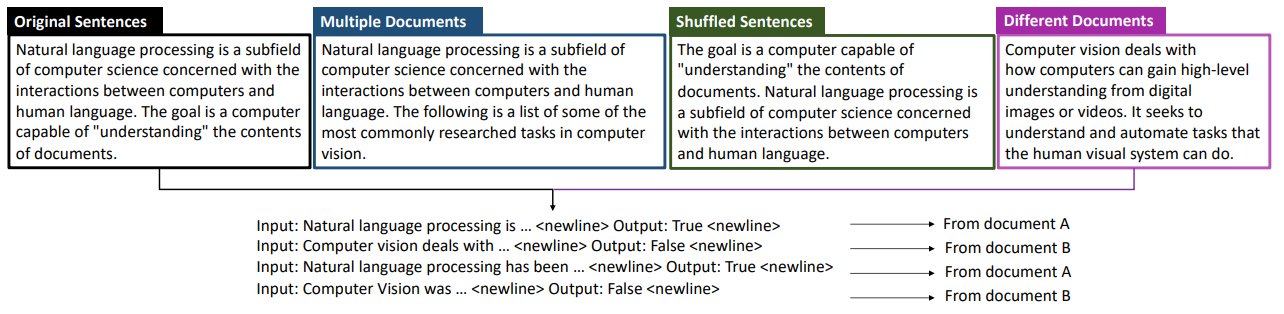 Original Sentences
Natural language processing is a subfield
of computer science concerned with the
interactions between computers and
human language. The goal is a computer
capable of "understanding" the contents
of documents.
Multiple Documents
Natural language processing is a subfield of
computer science concerned with the
interactions between computers and human
language. The following is a list of some of the
most commonly researched tasks in computer
vision.
Shuffled Sentences
The goal is a computer capable of
"understanding" the contents of
documents. Natural language processing is
a subfield of computer science concerned
with the interactions between computers
and human language.
Different Documents
Computer vision deals with
how computers can gain high-level
understanding from digital
images or videos. It seeks to
understand and automate tasks that
the human visual system can do.
Input: Natural language processing is ... <newline> Output: True <newline>
From document A
Input: Computer vision deals with ... <newline> Output: False <newline>
From document B
Input: Natural language processing has been ... <newline> Output: True <newline>
From document A
Input: Computer Vision was ... <newline> Output: False <newline>
From document B